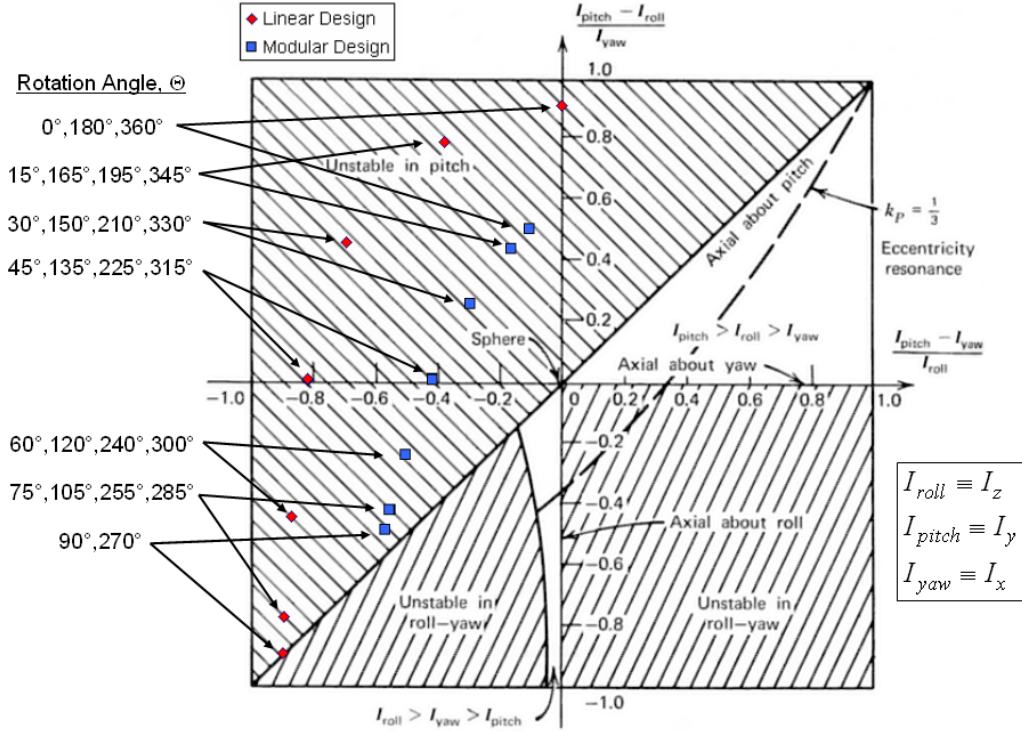 Linear Design
Modular Design
I_pitch − I_roll
I_yaw
Rotation Angle, Θ
1.0
0°,180°,360°
0.8
15°,165°,195°,345°
Unstable in pitch
0.6
Axial about pitch
k_P = 1/3
30°,150°,210°,330°
0.4
Eccentricity
resonance
45°,135°,225°,315°
0.2
Sphere
I_pitch > I_roll > I_yaw
I_pitch − I_yaw
I_roll
Axial about yaw
−1.0 −0.8 −0.6 −0.4 −0.2 0 0.2 0.4 0.6 0.8 1.0
60°,120°,240°,300°
−0.2
75°,105°,255°,285°
−0.4
I_roll ≡ I_z
Axial about roll
90°,270°
I_pitch ≡ I_y
−0.6
I_yaw ≡ I_x
Unstable in
roll−yaw
Unstable in
roll−yaw
−0.8
−1.0
I_roll > I_yaw > I_pitch